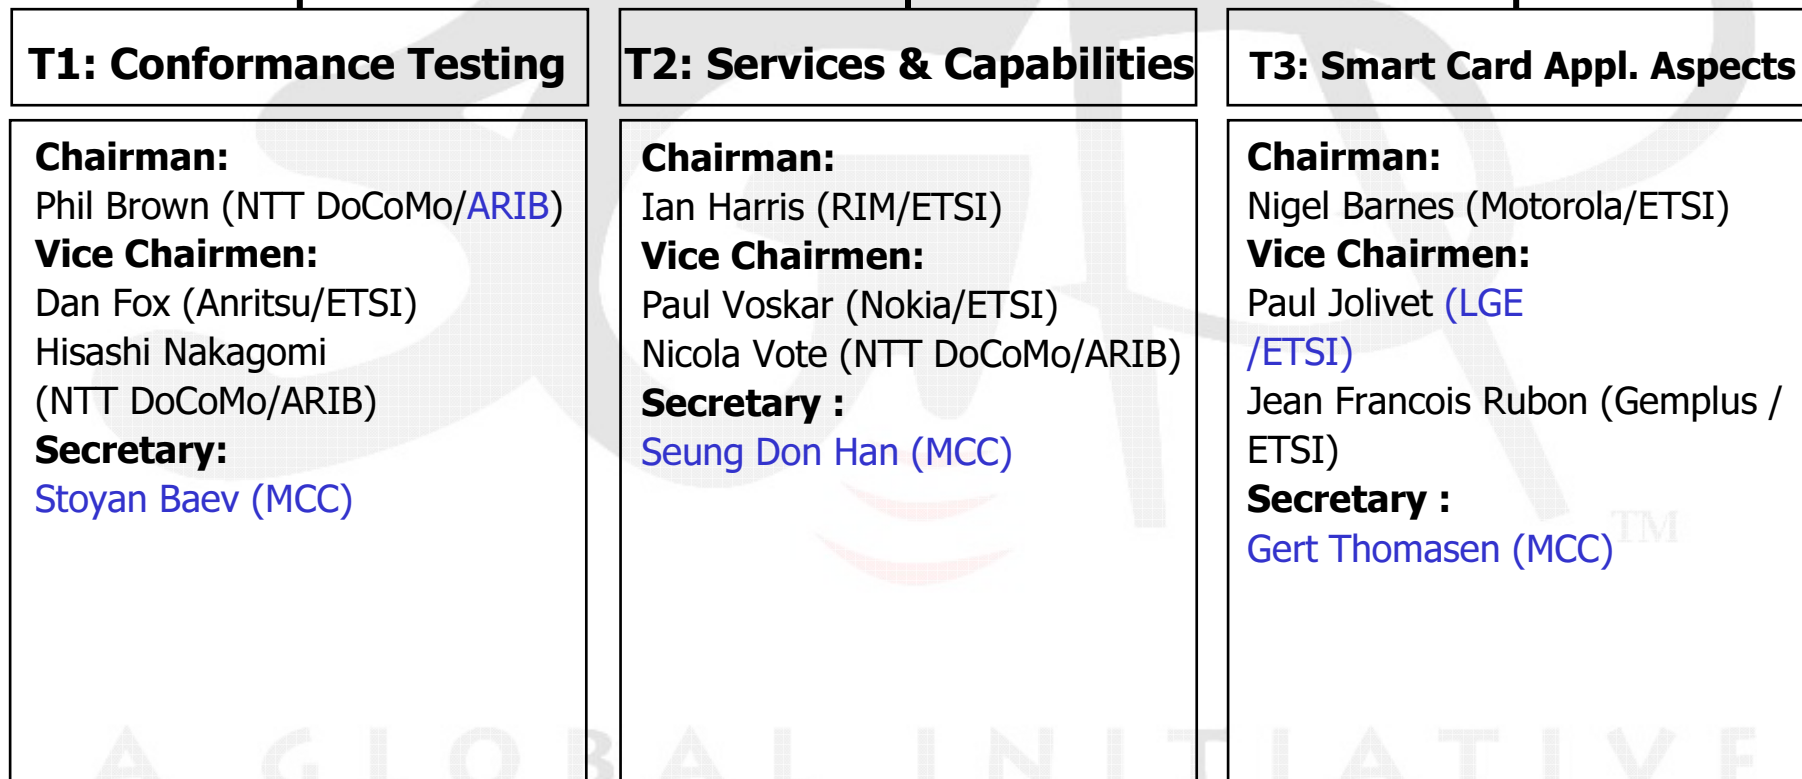 T1: Conformance Testing
Chairman:
Phil Brown (NTT DoCoMo/ARIB)
Vice Chairmen:
Dan Fox (Anritsu/ETSI)
Hisashi Nakagomi
(NTT DoCoMo/ARIB)
Secretary:
Stoyan Baev (MCC)
T2: Services & Capabilities
Chairman:
Ian Harris (RIM/ETSI)
Vice Chairmen:
Paul Voskar (Nokia/ETSI)
Nicola Vote (NTT DoCoMo/ARIB)
Secretary :
Seung Don Han (MCC)
T3: Smart Card Appl. Aspects
Chairman:
Nigel Barnes (Motorola/ETSI)
Vice Chairmen:
Paul Jolivet (LGE
/ETSI)
Jean Francois Rubon (Gemplus /
ETSI)
Secretary :
Gert Thomasen (MCC)
TM
A GLOBAL INITIATIVE